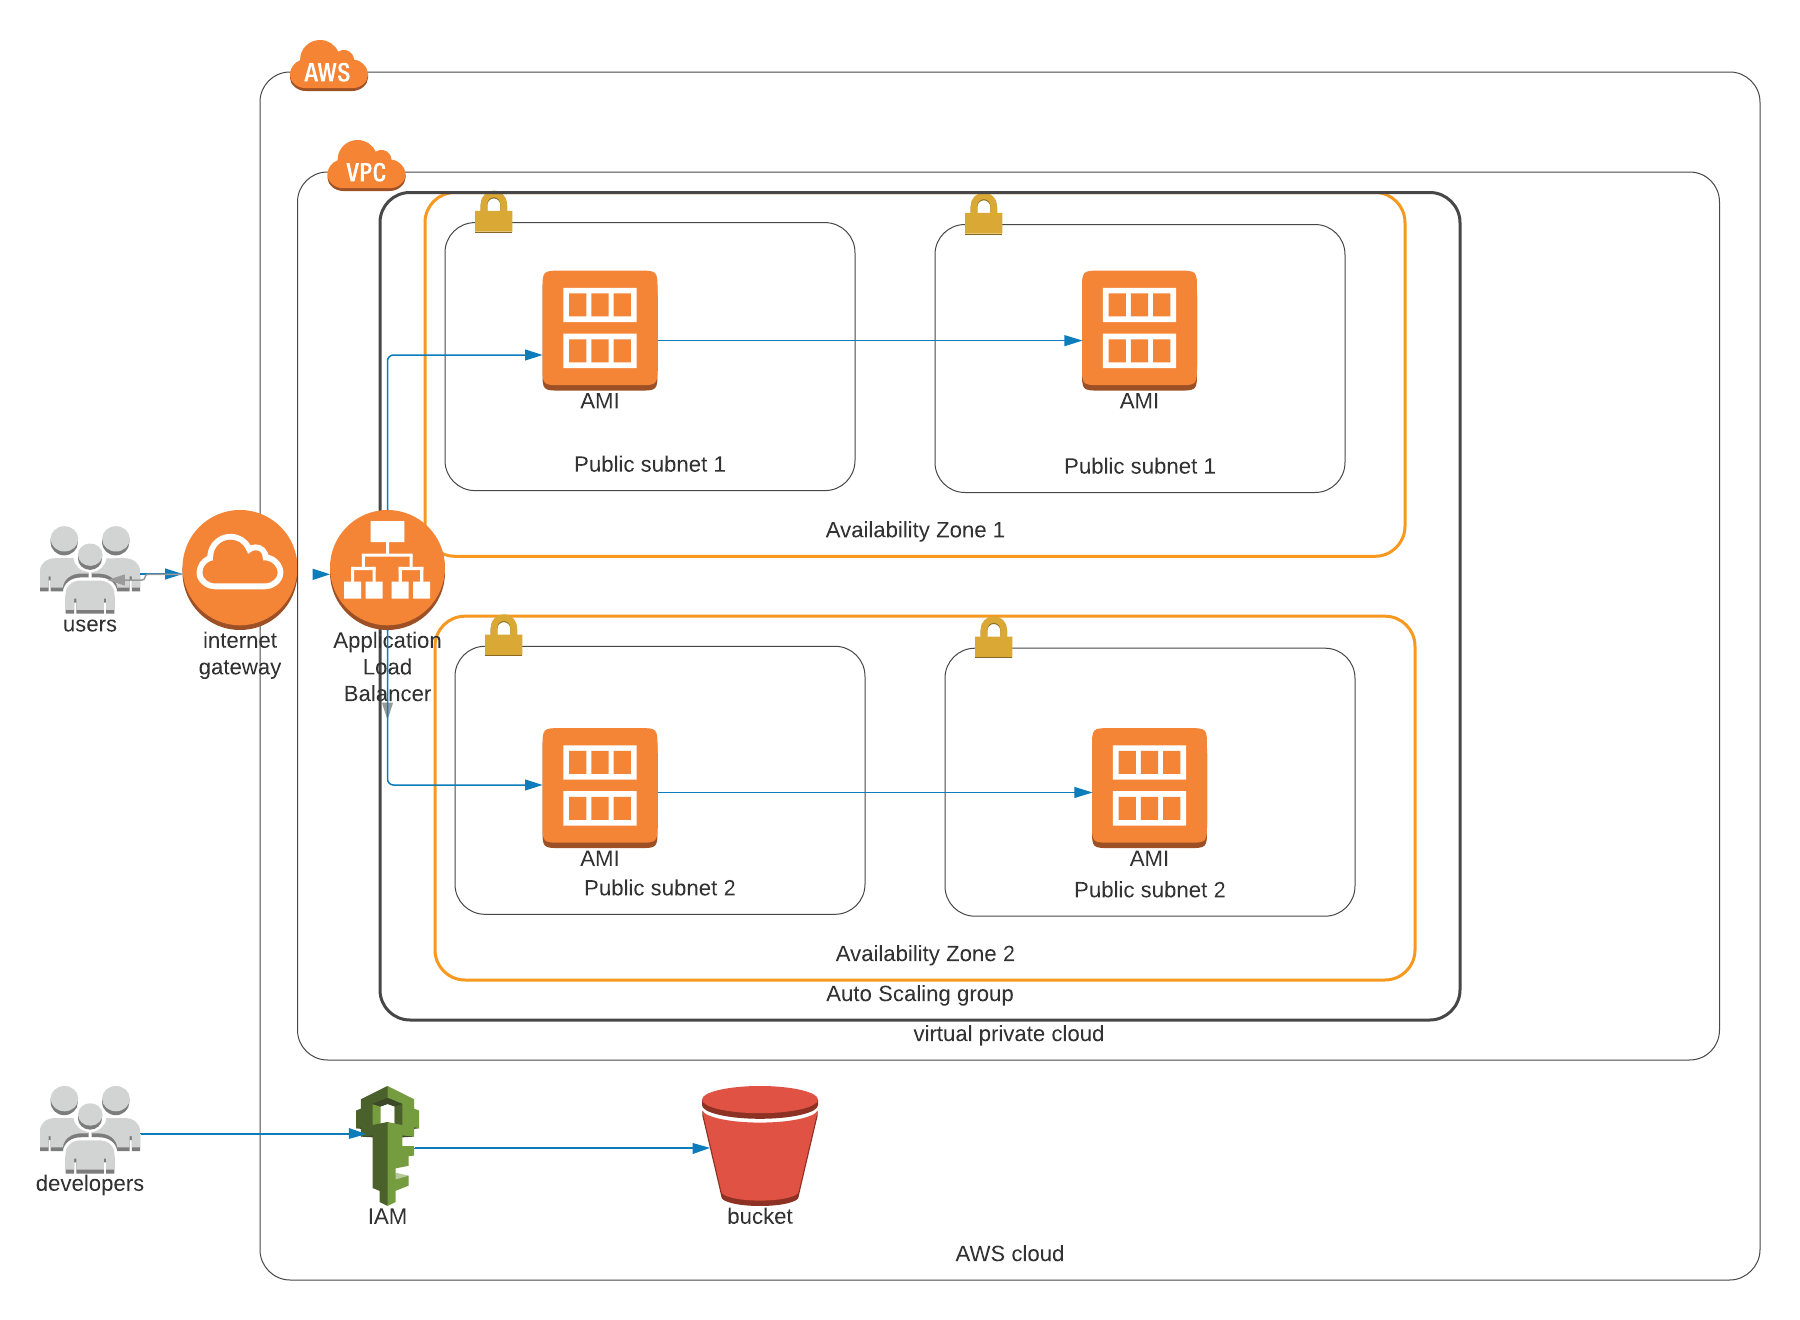 AWS
VPC
AMI
AMI
Public subnet 1
Public subnet 1
Availability Zone 1
users
internet
gateway
Application
Load
Balancer
AMI
AMI
Public subnet 2
Public subnet 2
Availability Zone 2
Auto Scaling group
virtual private cloud
developers
IAM
bucket
AWS cloud